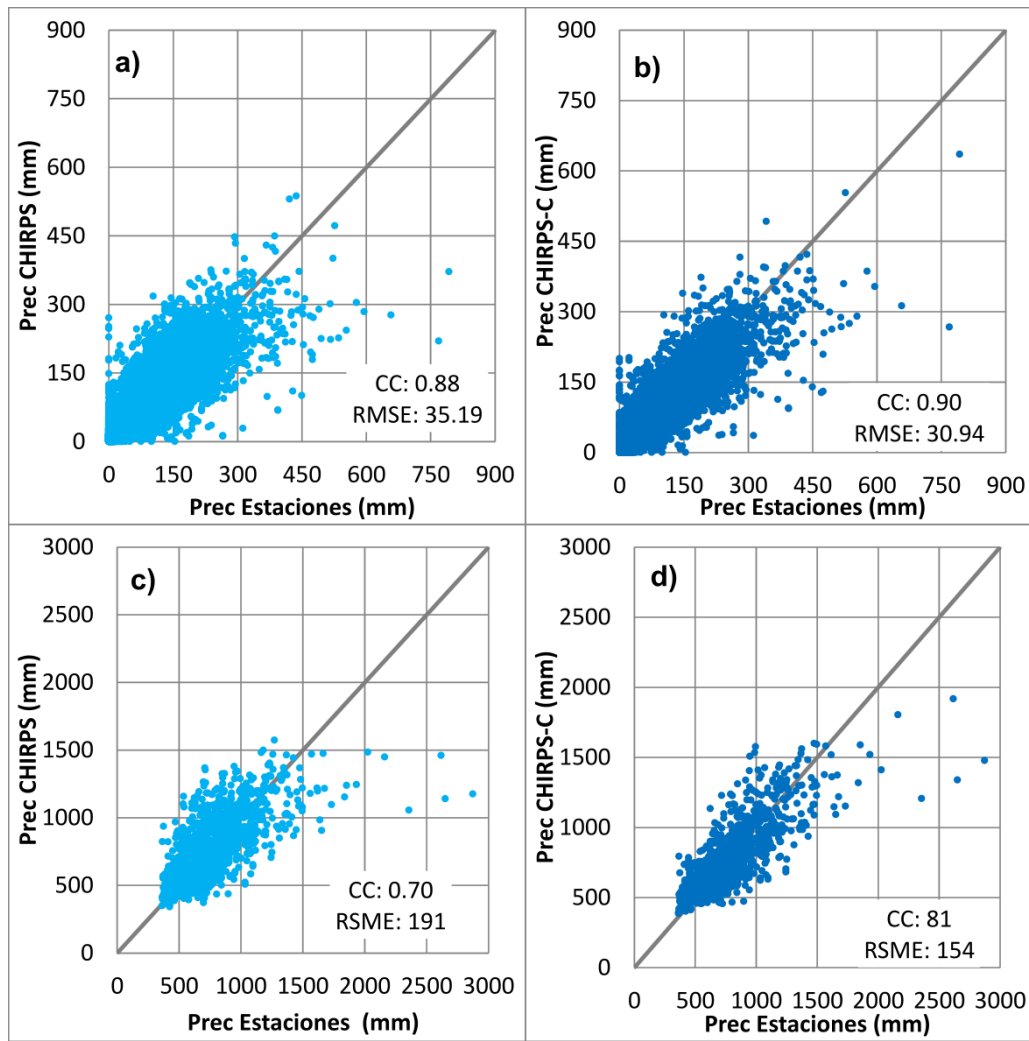 a)
Prec CHIRPS (mm)
900
750
600
450
300
150
0
CC: 0.88
RMSE: 35.19
0 150 300 450 600 750 900
Prec Estaciones (mm)
b)
Prec CHIRPS-C (mm)
900
750
600
450
300
150
0
CC: 0.90
RMSE: 30.94
0 150 300 450 600 750 900
Prec Estaciones (mm)
c)
Prec CHIRPS (mm)
3000
2500
2000
1500
1000
500
0
CC: 0.70
RSME: 191
0 500 1000 1500 2000 2500 3000
Prec Estaciones (mm)
d)
Prec CHIRPS-C (mm)
3000
2500
2000
1500
1000
500
0
CC: 81
RSME: 154
0 500 1000 1500 2000 2500 3000
Prec Estaciones (mm)